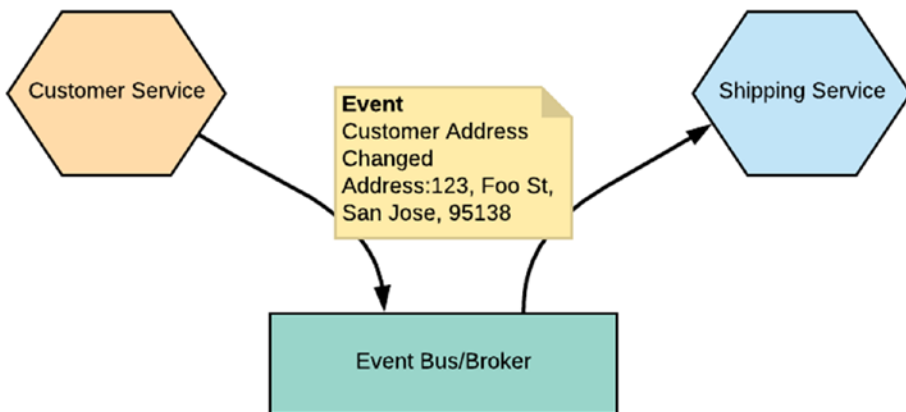 Customer Service
Event
Customer Address
Changed
Address:123, Foo St,
San Jose, 95138
Shipping Service
Event Bus/Broker